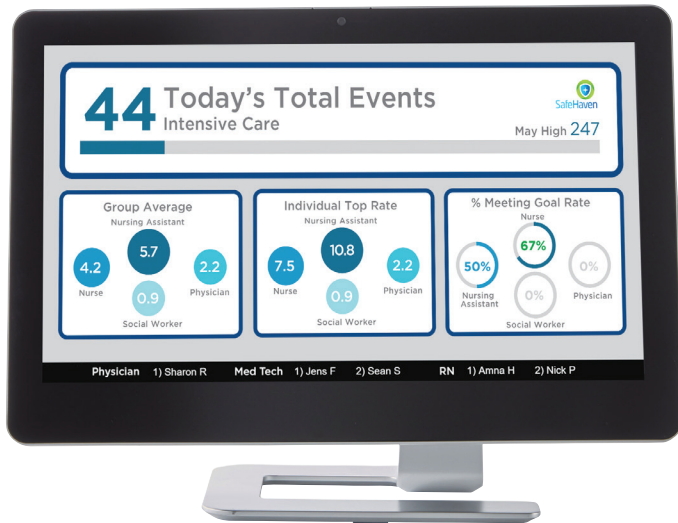 44 Today's Total Events
Intensive Care
SafeHaven
May High 247
Group Average
Nursing Assistant
5.7
4.2
2.2
Nurse
Physician
0.9
Social Worker
Individual Top Rate
Nursing Assistant
10.8
7.5
2.2
Nurse
Physician
0.9
Social Worker
% Meeting Goal Rate
Nurse
67%
50%
0%
Nursing
Assistant
Physician
0%
Social Worker
Physician 1) Sharon R Med Tech 1) Jens F 2) Sean S RN 1) Amna H 2) Nick P